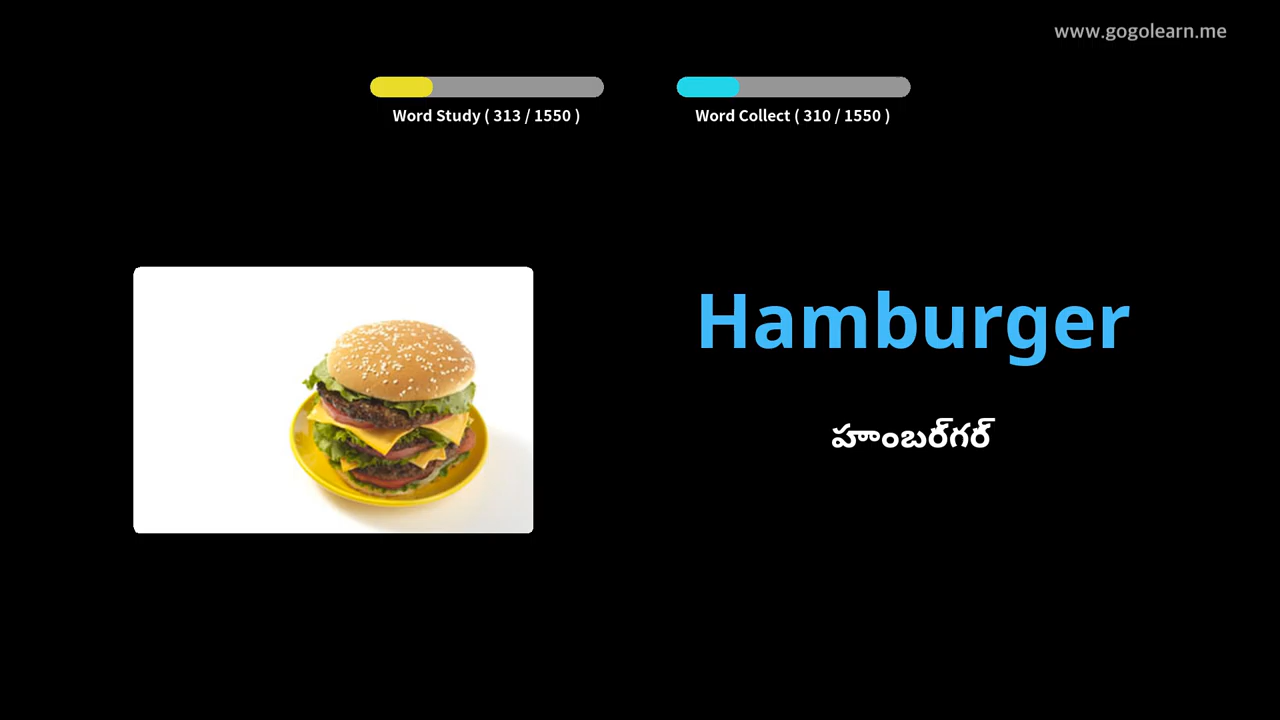 www.gogolearn.me
Word Study ( 313 / 1550 )
Word Collect ( 310 / 1550 )
Hamburger
హాంబర్‌గర్